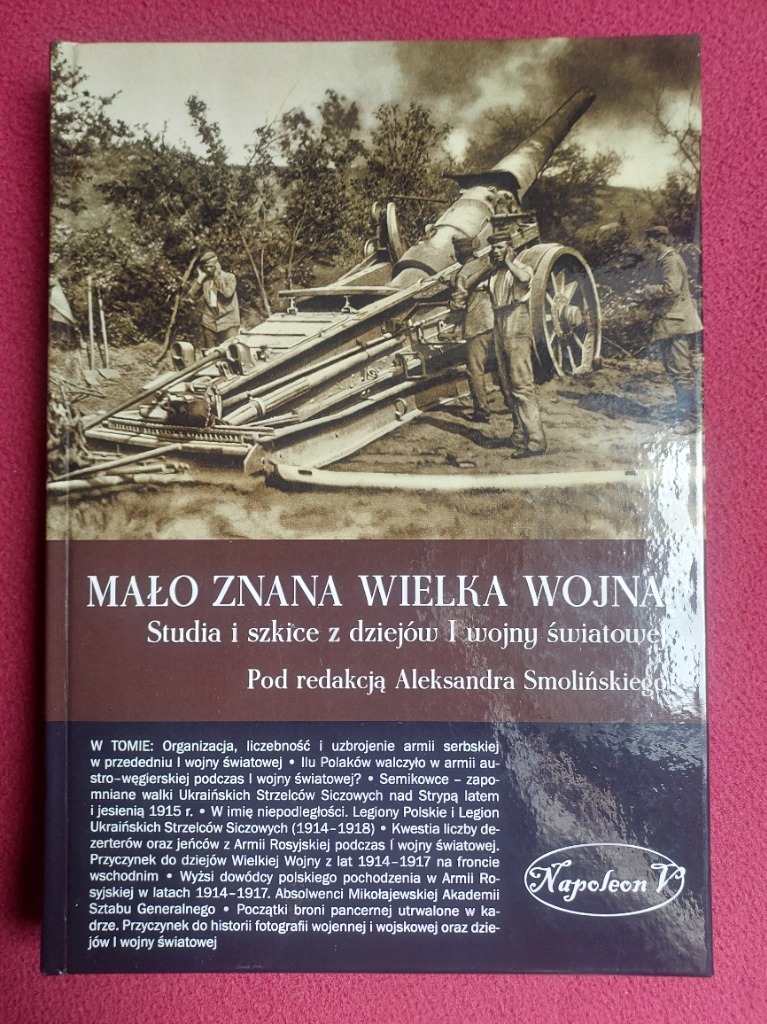 MAŁO ZNANA WIELKA WOJNA
Studia i szkice z dziejów I wojny światowej
Pod redakcją Aleksandra Smolińskiego
W TOMIE: Organizacja, liczebność i uzbrojenie armii serbskiej
w przededniu I wojny światowej • Ilu Polaków walczyło w armii au-
stro-węgierskiej podczas I wojny światowej? • Semikowce – zapo-
mniane walki Ukraińskich Strzelców Siczowych nad Strypą latem
i jesienią 1915 r. • W imię niepodległości. Legiony Polskie i Legion
Ukraińskich Strzelców Siczowych (1914–1918) • Kwestia liczby de-
zerterów oraz jeńców z Armii Rosyjskiej podczas I wojny światowej.
Przyczynek do dziejów Wielkiej Wojny z lat 1914–1917 na froncie
wschodnim • Wyżsi dowódcy polskiego pochodzenia w Armii Ro-
syjskiej w latach 1914–1917. Absolwenci Mikołajewskiej Akademii
Sztabu Generalnego • Początki broni pancernej utrwalone w ka-
drze. Przyczynek do historii fotografii wojennej i wojskowej oraz dzie-
jów I wojny światowej
Napoleon V